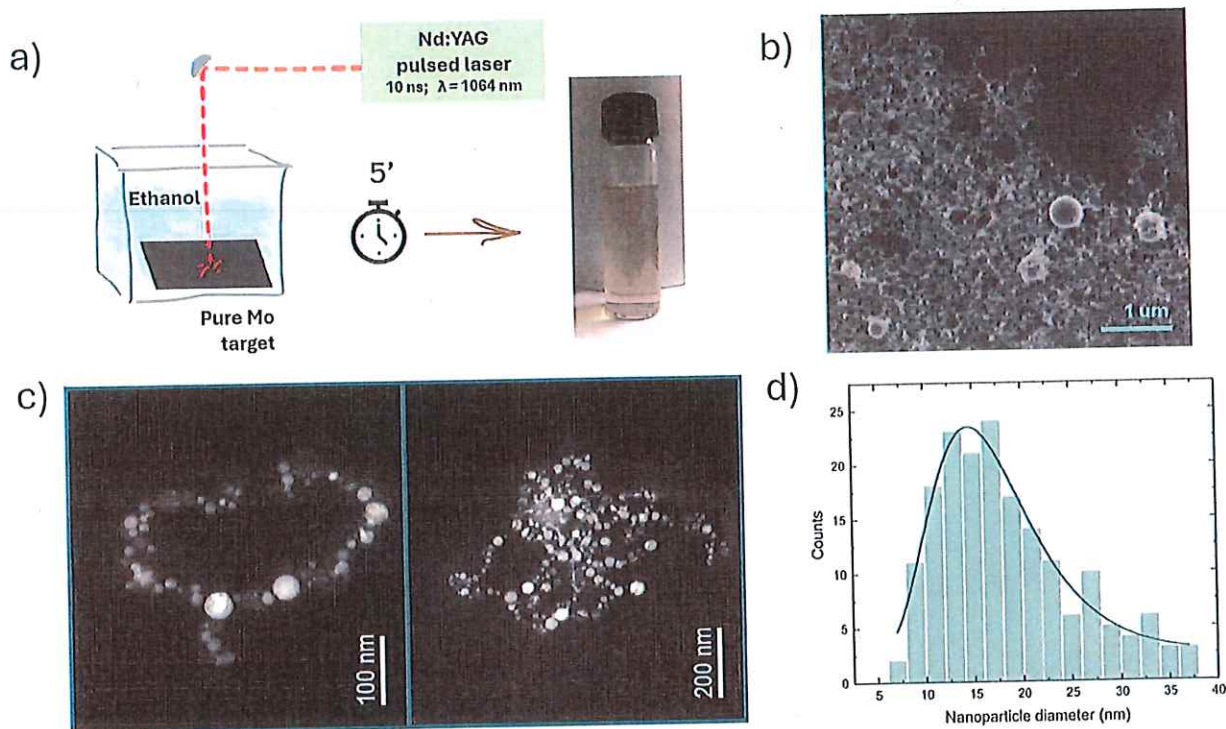 a)
Nd:YAG
pulsed laser
10 ns; λ = 1064 nm
Ethanol
5'
Pure Mo
target
b)
1 um
c)
100 nm
200 nm
d)
Counts
25
20
15
10
5
0
5
10
15
20
25
30
35
40
Nanoparticle diameter (nm)